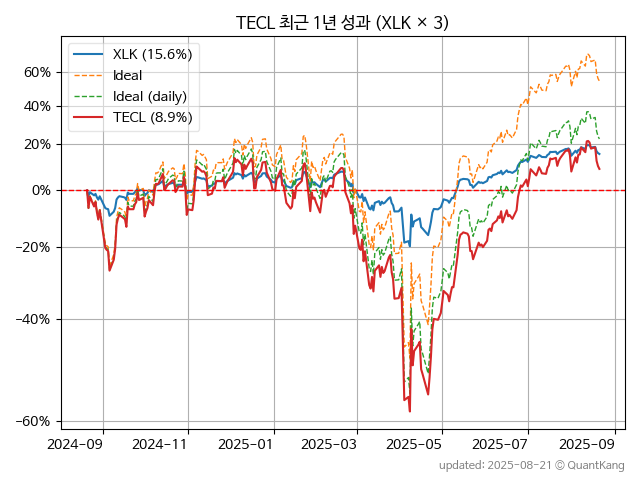 TECL 최근 1년 성과 (XLK × 3)
XLK (15.6%)
Ideal
Ideal (daily)
TECL (8.9%)
60%
40%
20%
0%
−20%
−40%
−60%
2024-09 2024-11 2025-01 2025-03 2025-05 2025-07 2025-09
updated: 2025-08-21 © QuantKang